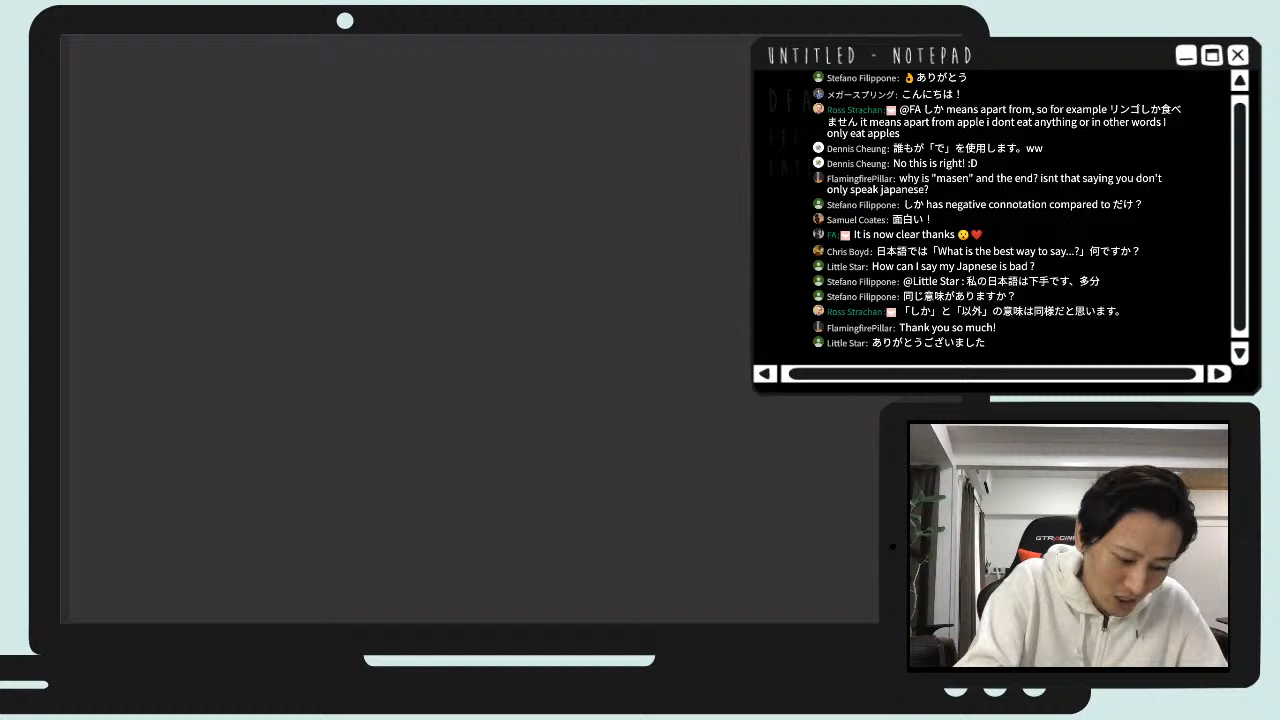 UNTITLED - NOTEPAD
Stefano Filippone: 👌ありがとう
メガースプリング: こんにちは！
Ross Strachan: @FA しか means apart from, so for example リンゴしか食べ
ません it means apart from apple i dont eat anything or in other words I
only eat apples
Dennis Cheung: 誰もが「で」を使用します。ww
Dennis Cheung: No this is right! :D
FlamingfirePillar: why is "masen" and the end? isnt that saying you don't
only speak japanese?
Stefano Filippone: しか has negative connotation compared to だけ？
Samuel Coates: 面白い！
FA: It is now clear thanks 😮❤️
Chris Boyd: 日本語では「What is the best way to say...?」何ですか？
Little Star: How can I say my Japnese is bad ?
Stefano Filippone: @Little Star : 私の日本語は下手です、多分
Stefano Filippone: 同じ意味がありますか？
Ross Strachan: 「しか」と「以外」の意味は同様だと思います。
FlamingfirePillar: Thank you so much!
Little Star: ありがとうございました